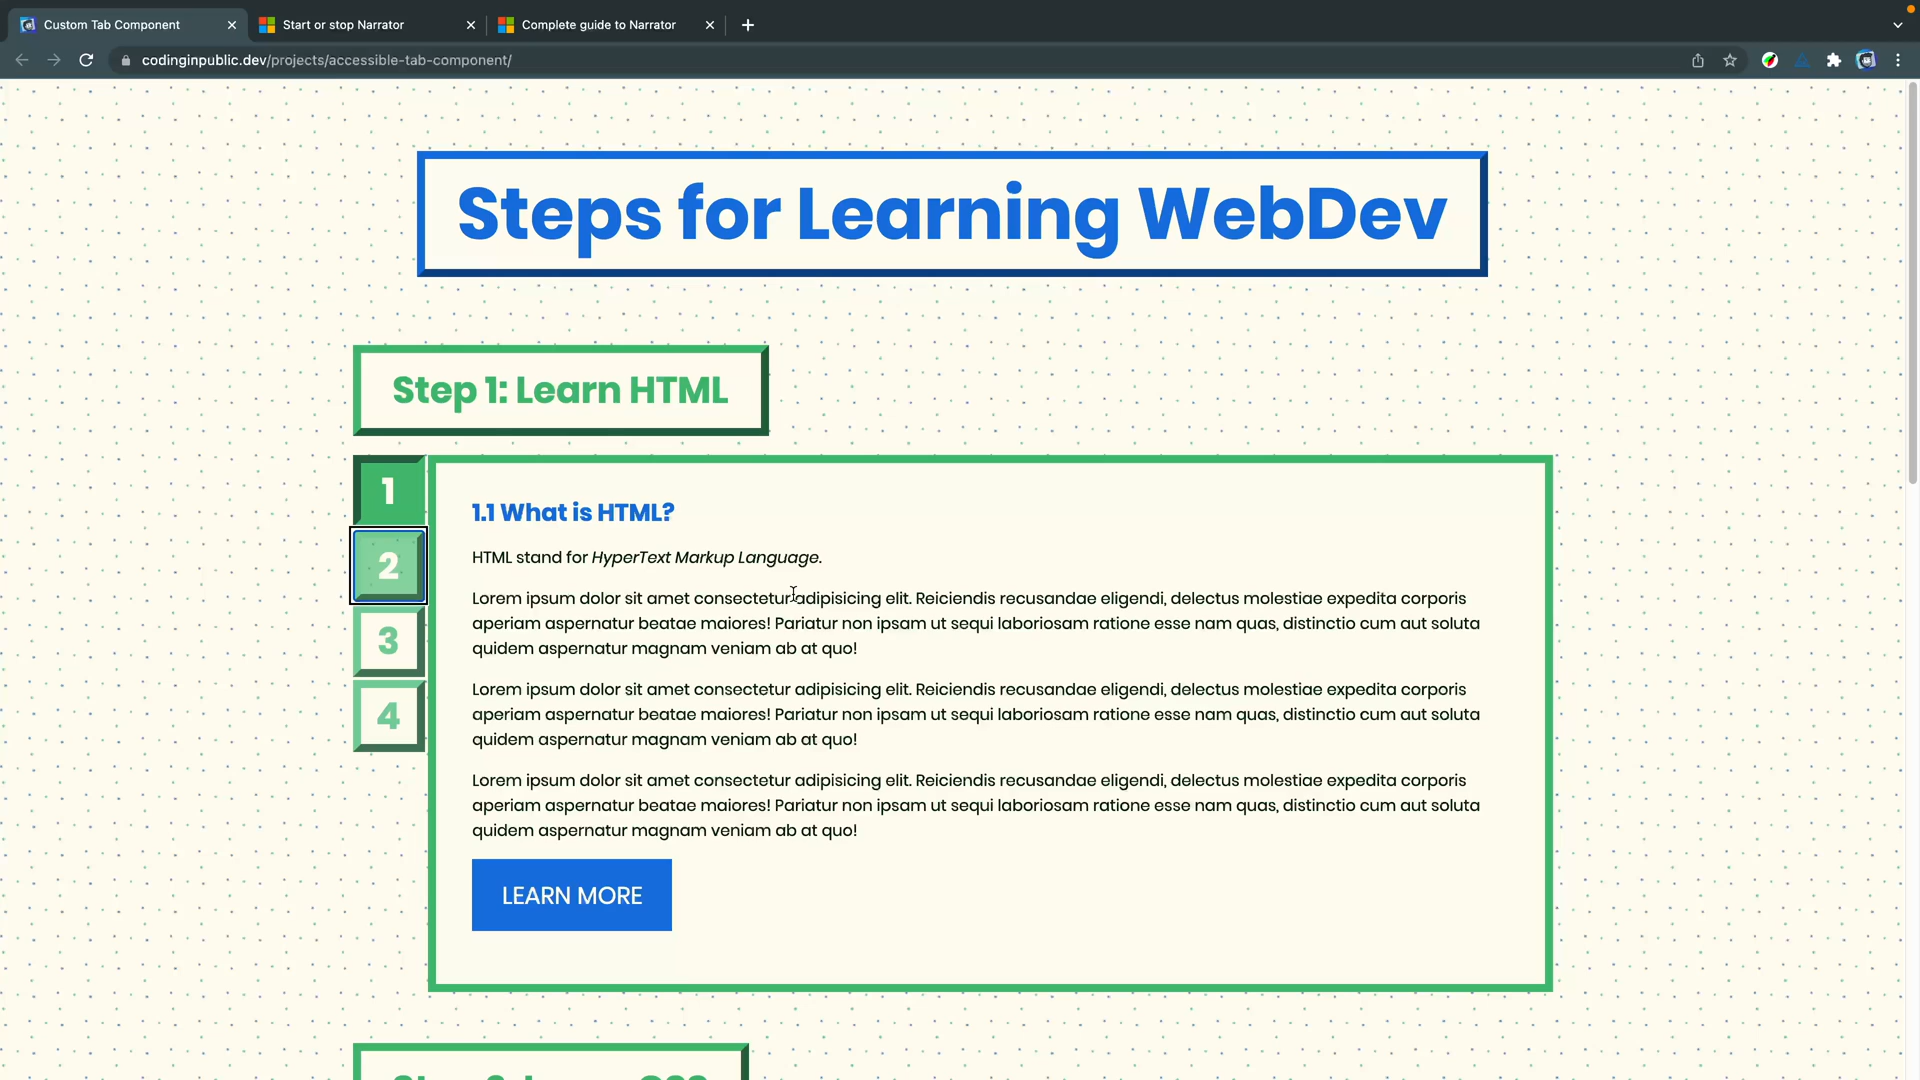 Custom Tab Component
Start or stop Narrator
Complete guide to Narrator
codinginpublic.dev/projects/accessible-tab-component/
Steps for Learning WebDev
Step 1: Learn HTML
1
2
3
4
1.1 What is HTML?
HTML stand for HyperText Markup Language.
Lorem ipsum dolor sit amet consectetur adipisicing elit. Reiciendis recusandae eligendi, delectus molestiae expedita corporis
aperiam aspernatur beatae maiores! Pariatur non ipsam ut sequi laboriosam ratione esse nam quas, distinctio cum aut soluta
quidem aspernatur magnam veniam ab at quo!
Lorem ipsum dolor sit amet consectetur adipisicing elit. Reiciendis recusandae eligendi, delectus molestiae expedita corporis
aperiam aspernatur beatae maiores! Pariatur non ipsam ut sequi laboriosam ratione esse nam quas, distinctio cum aut soluta
quidem aspernatur magnam veniam ab at quo!
Lorem ipsum dolor sit amet consectetur adipisicing elit. Reiciendis recusandae eligendi, delectus molestiae expedita corporis
aperiam aspernatur beatae maiores! Pariatur non ipsam ut sequi laboriosam ratione esse nam quas, distinctio cum aut soluta
quidem aspernatur magnam veniam ab at quo!
LEARN MORE